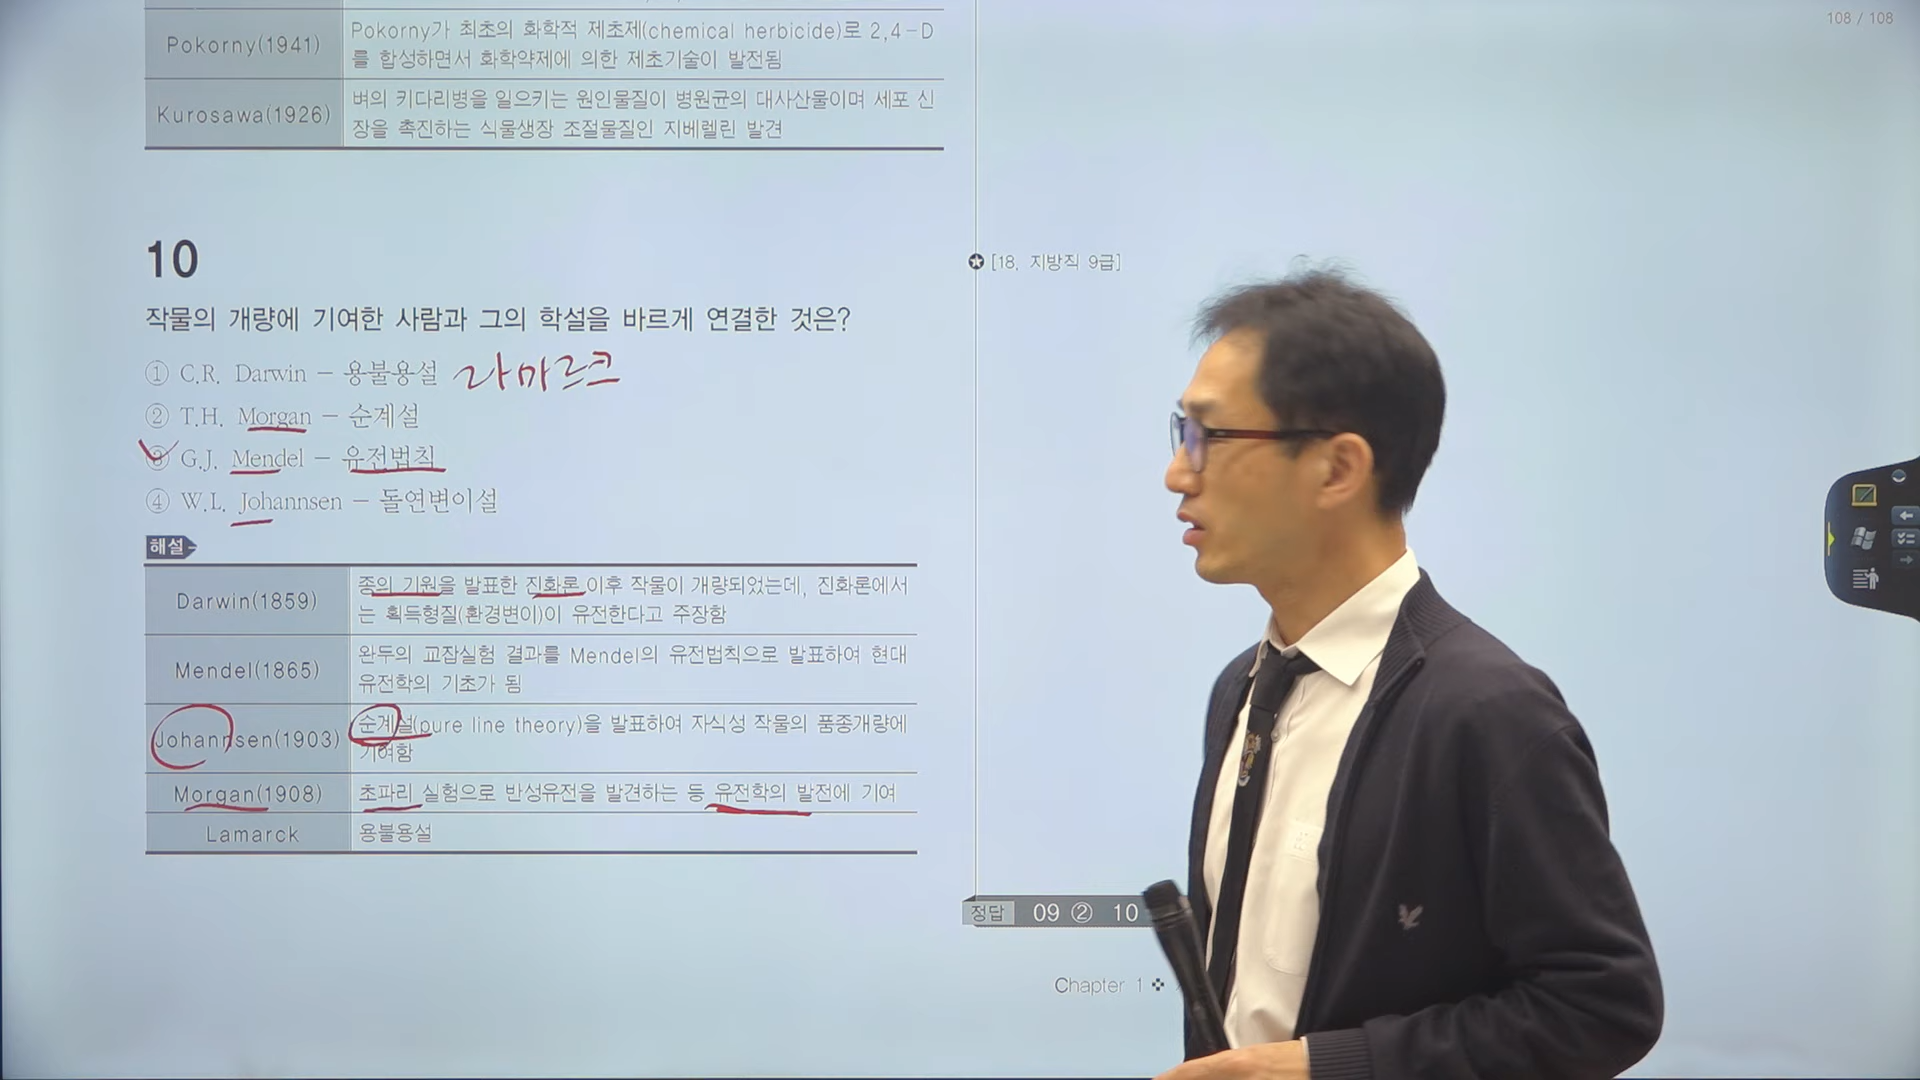 108 / 108
Pokorny(1941)
Pokorny가 최초의 화학적 제초제(chemical herbicide)로 2,4-D
를 합성하면서 화학약제에 의한 제초기술이 발전됨
Kurosawa(1926)
벼의 키다리병을 일으키는 원인물질이 병원균의 대사산물이며 세포 신
장을 촉진하는 식물생장 조절물질인 지베렐린 발견
10
[18. 지방직 9급]
작물의 개량에 기여한 사람과 그의 학설을 바르게 연결한 것은?
① C.R. Darwin - 용불용설 라마르크
② T.H. Morgan - 순계설
③ G.J. Mendel - 유전법칙
④ W.L. Johannsen - 돌연변이설
해설
Darwin(1859)
종의 기원을 발표한 진화론 이후 작물이 개량되었는데, 진화론에서
는 획득형질(환경변이)이 유전한다고 주장함
Mendel(1865)
완두의 교잡실험 결과를 Mendel의 유전법칙으로 발표하여 현대
유전학의 기초가 됨
Johannsen(1903)
순계설(pure line theory)을 발표하여 자식성 작물의 품종개량에
기여함
Morgan(1908)
초파리 실험으로 반성유전을 발견하는 등 유전학의 발전에 기여
Lamarck
용불용설
정답 09 ② 10
Chapter 1